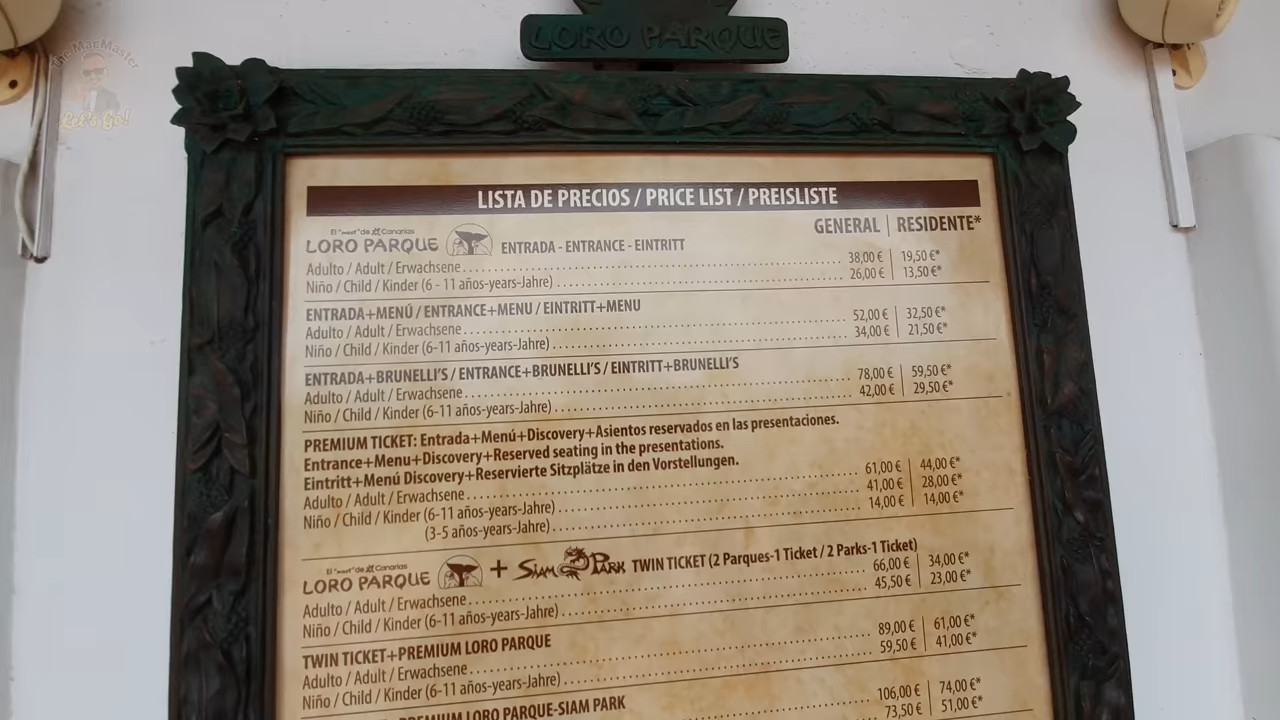 The MacMaster
Let's Go!
LORO PARQUE
LISTA DE PRECIOS / PRICE LIST / PREISLISTE
GENERAL | RESIDENTE*
El "must" de Canarias
LORO PARQUE ENTRADA - ENTRANCE - EINTRITT
Adulto / Adult / Erwachsene 38,00 € | 19,50 €*
Niño / Child / Kinder (6 - 11 años-years-Jahre) 26,00 € | 13,50 €*
ENTRADA+MENÚ / ENTRANCE+MENU / EINTRITT+MENU
Adulto / Adult / Erwachsene 52,00 € | 32,50 €*
Niño / Child / Kinder (6-11 años-years-Jahre) 34,00 € | 21,50 €*
ENTRADA+BRUNELLI'S / ENTRANCE+BRUNELLI'S / EINTRITT+BRUNELLI'S
Adulto / Adult / Erwachsene 78,00 € | 59,50 €*
Niño / Child / Kinder (6-11 años-years-Jahre) 42,00 € | 29,50 €*
PREMIUM TICKET: Entrada+Menú+Discovery+Asientos reservados en las presentaciones.
Entrance+Menu+Discovery+Reserved seating in the presentations.
Eintritt+Menú Discovery+Reservierte Sitzplätze in den Vorstellungen.
Adulto / Adult / Erwachsene 61,00 € | 44,00 €*
Niño / Child / Kinder (6-11 años-years-Jahre) 41,00 € | 28,00 €*
(3-5 años-years-Jahre) 14,00 € | 14,00 €*
El "must" de Canarias
LORO PARQUE + SIAM PARK TWIN TICKET (2 Parques-1 Ticket / 2 Parks-1 Ticket)
Adulto / Adult / Erwachsene 66,00 € | 34,00 €*
Niño / Child / Kinder (6-11 años-years-Jahre) 45,50 € | 23,00 €*
TWIN TICKET+PREMIUM LORO PARQUE
Adulto / Adult / Erwachsene 89,00 € | 61,00 €*
Niño / Child / Kinder (6-11 años-years-Jahre) 59,50 € | 41,00 €*
PREMIUM LORO PARQUE-SIAM PARK
106,00 € | 74,00 €*
73,50 € | 51,00 €*